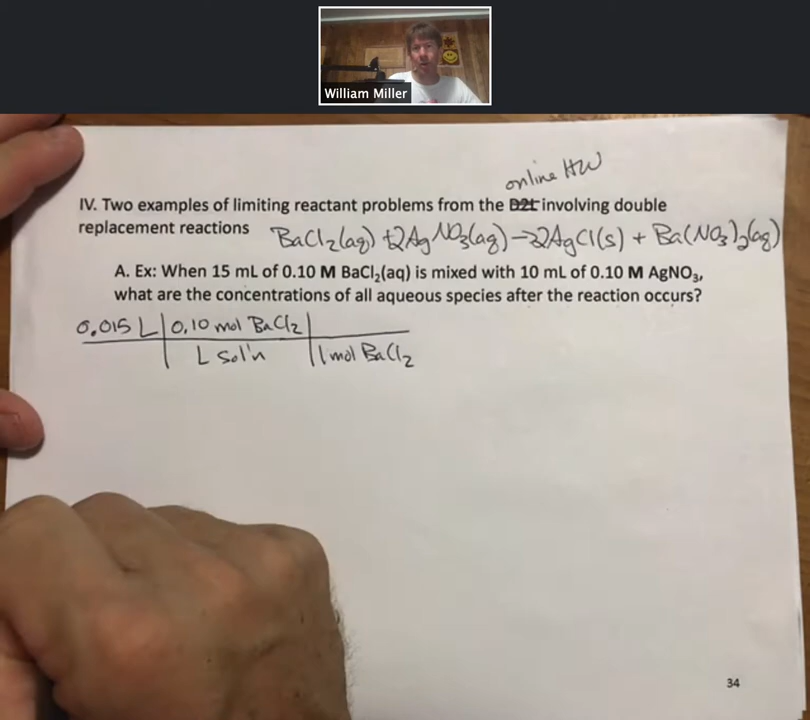 William Miller
online HW
IV. Two examples of limiting reactant problems from the D2L involving double
replacement reactions BaCl₂(aq) + 2AgNO₃(aq) → 2AgCl(s) + Ba(NO₃)₂(aq)
A. Ex: When 15 mL of 0.10 M BaCl₂(aq) is mixed with 10 mL of 0.10 M AgNO₃,
what are the concentrations of all aqueous species after the reaction occurs?
0.015 L | 0.10 mol BaCl₂ |
L sol'n | 1 mol BaCl₂
34